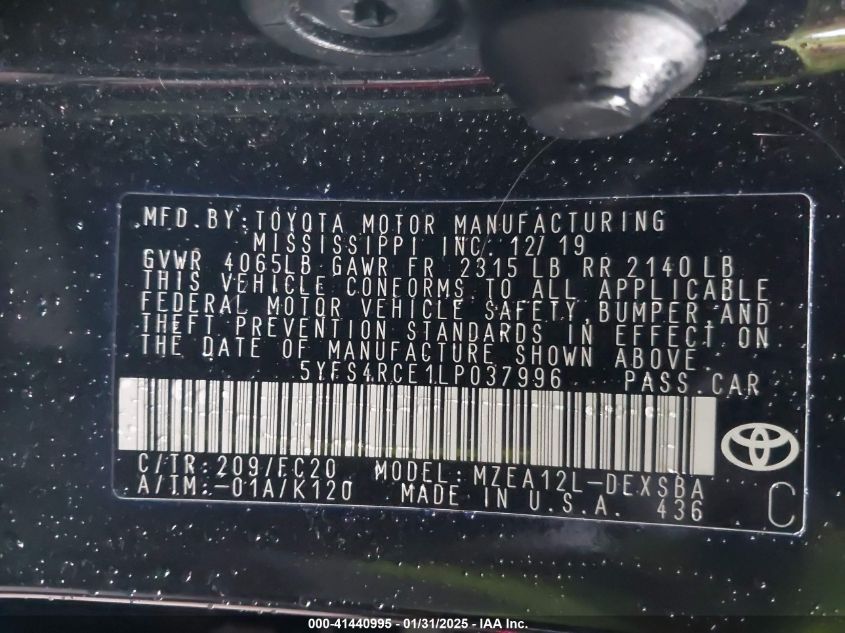 MFD.BY:TOYOTA MOTOR MANUFACTURING
MISSISSIPPI INC. 12/19
GVWR 4065LB GAWR FR 2315 LB RR 2140 LB
THIS VEHICLE CONFORMS TO ALL APPLICABLE
FEDERAL MOTOR VEHICLE SAFETY, BUMPER AND
THEFT PREVENTION STANDARDS IN EFFECT ON
THE DATE OF MANUFACTURE SHOWN ABOVE.
5YFS4RCE1LP037996 PASS.CAR
C/TR:209/FC20 MODEL:MZEA12L-DEXSBA
A/TM:-01A/K120 MADE IN U.S.A. 436 C
000-41440995 - 01/31/2025 - IAA Inc.